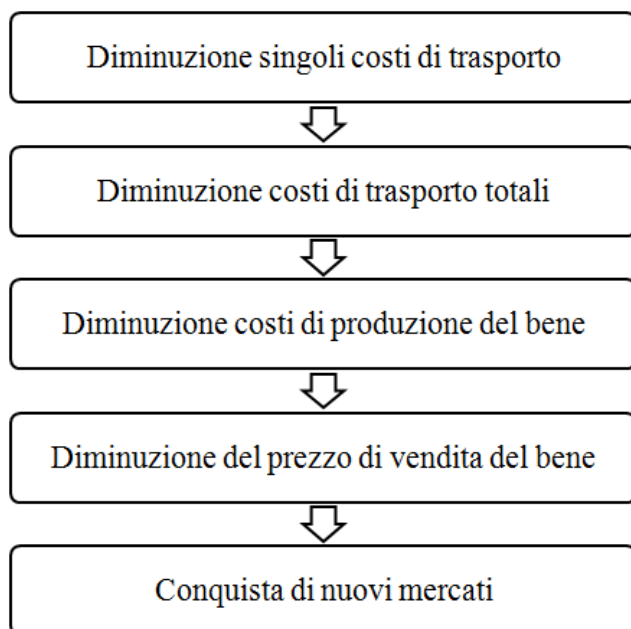 Diminuzione singoli costi di trasporto
Diminuzione costi di trasporto totali
Diminuzione costi di produzione del bene
Diminuzione del prezzo di vendita del bene
Conquista di nuovi mercati